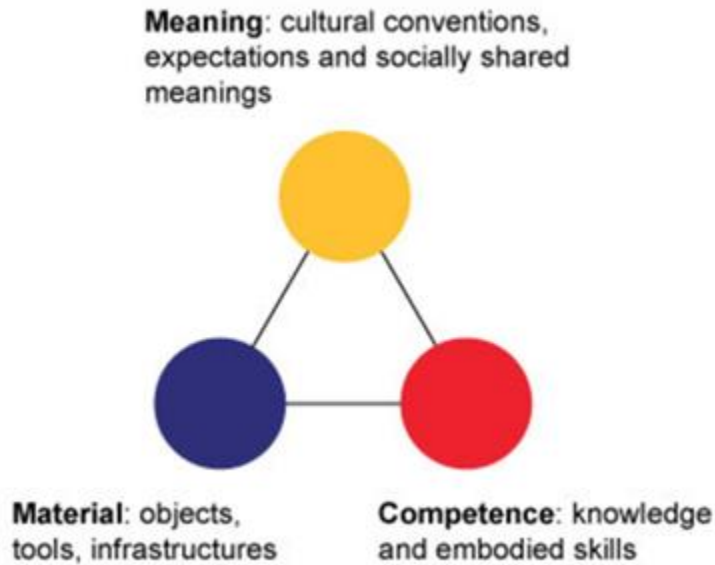 Meaning: cultural conventions,
expectations and socially shared
meanings
Material: objects,
tools, infrastructures
Competence: knowledge
and embodied skills